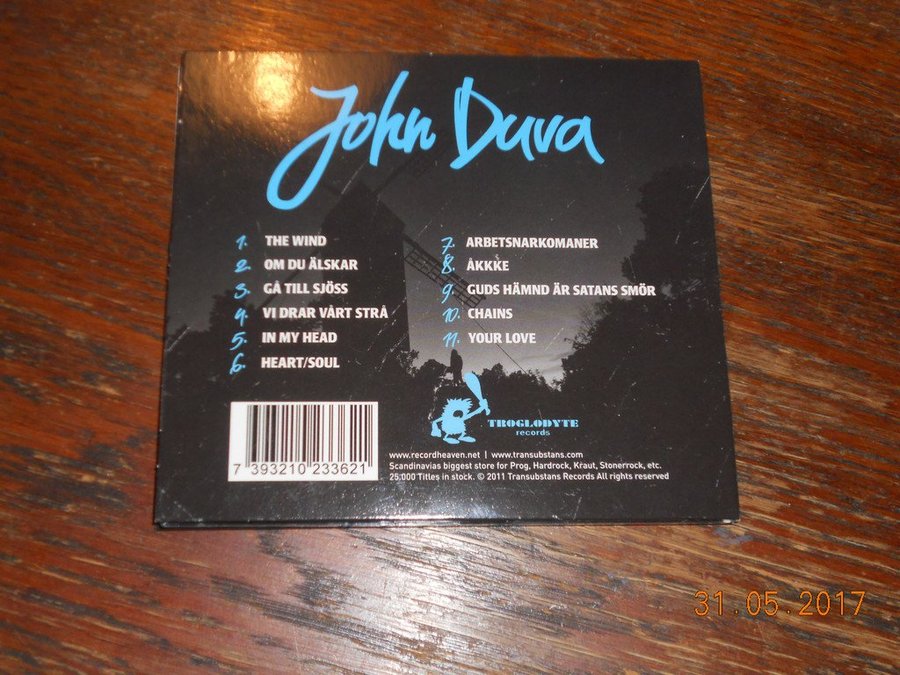 John Duva
1. THE WIND
2. OM DU ÄLSKAR
3. GÅ TILL SJÖSS
4. VI DRAR VÅRT STRÅ
5. IN MY HEAD
6. HEART/SOUL
7. ARBETSNARKOMANER
8. ÅKKKE
9. GUDS HÄMND ÄR SATANS SMÖR
10. CHAINS
11. YOUR LOVE
TROGLODYTE
records
7 393210 233621
www.recordheaven.net | www.transubstans.com
Scandinavias biggest store for Prog, Hardrock, Kraut, Stonerrock, etc.
25.000 Titles in stock. © 2011 Transubstans Records All rights reserved
31.05.2017